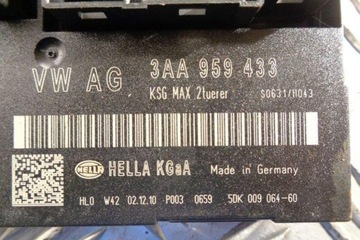 VW AG 3AA 959 433
KSG MAX 2tuerer S0631/H043
HELLA HELLA KGaA Made in Germany
HL0 W42 02.12.10 P003 0659 5DK 009 064-60